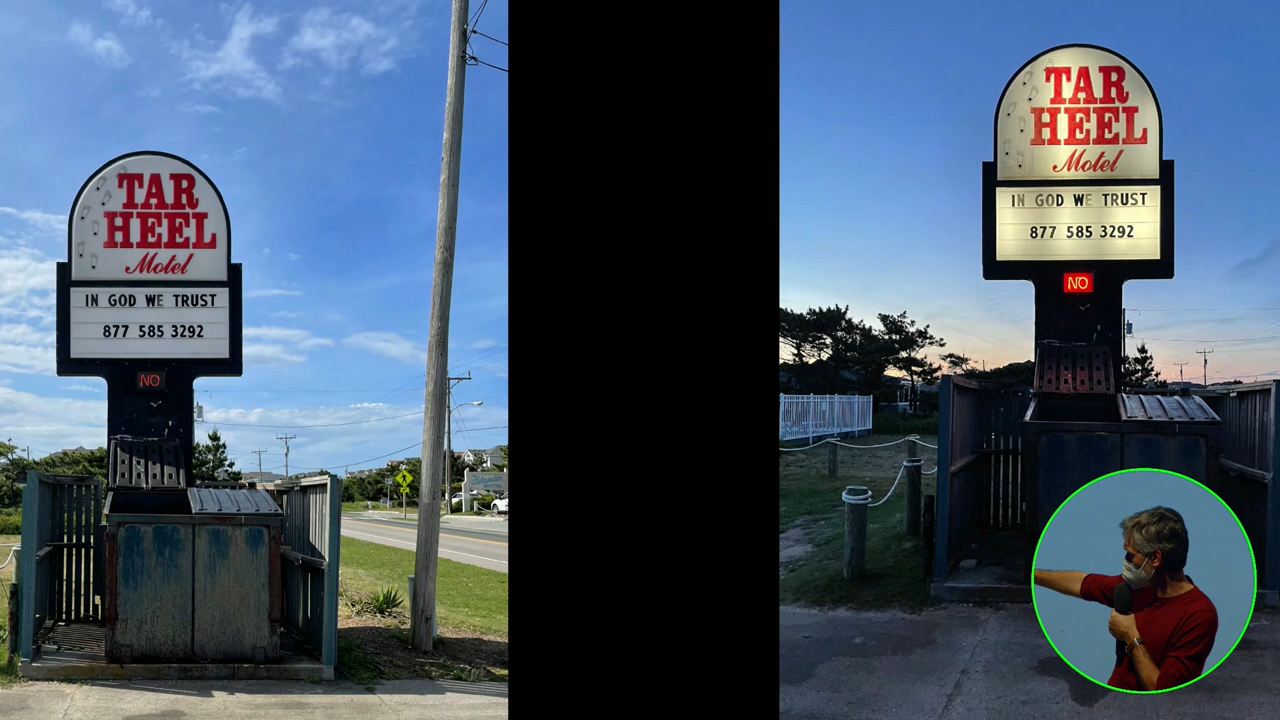 TAR
HEEL
Motel
IN GOD WE TRUST
877 585 3292
NO
TAR
HEEL
Motel
IN GOD WE TRUST
877 585 3292
NO